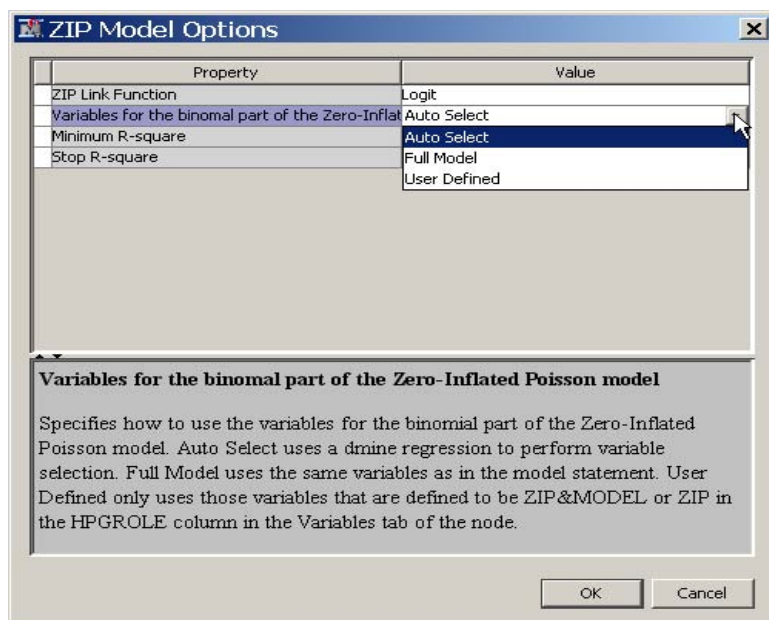 ZIP Model Options
Property Value
ZIP Link Function Logit
Variables for the binomal part of the Zero-Inflat Auto Select
Minimum R-square Auto Select
Stop R-square Full Model
User Defined
Variables for the binomal part of the Zero-Inflated Poisson model
Specifies how to use the variables for the binomial part of the Zero-Inflated
Poisson model. Auto Select uses a dmine regression to perform variable
selection. Full Model uses the same variables as in the model statement. User
Defined only uses those variables that are defined to be ZIP&MODEL or ZIP in
the HPGROLE column in the Variables tab of the node.
OK Cancel